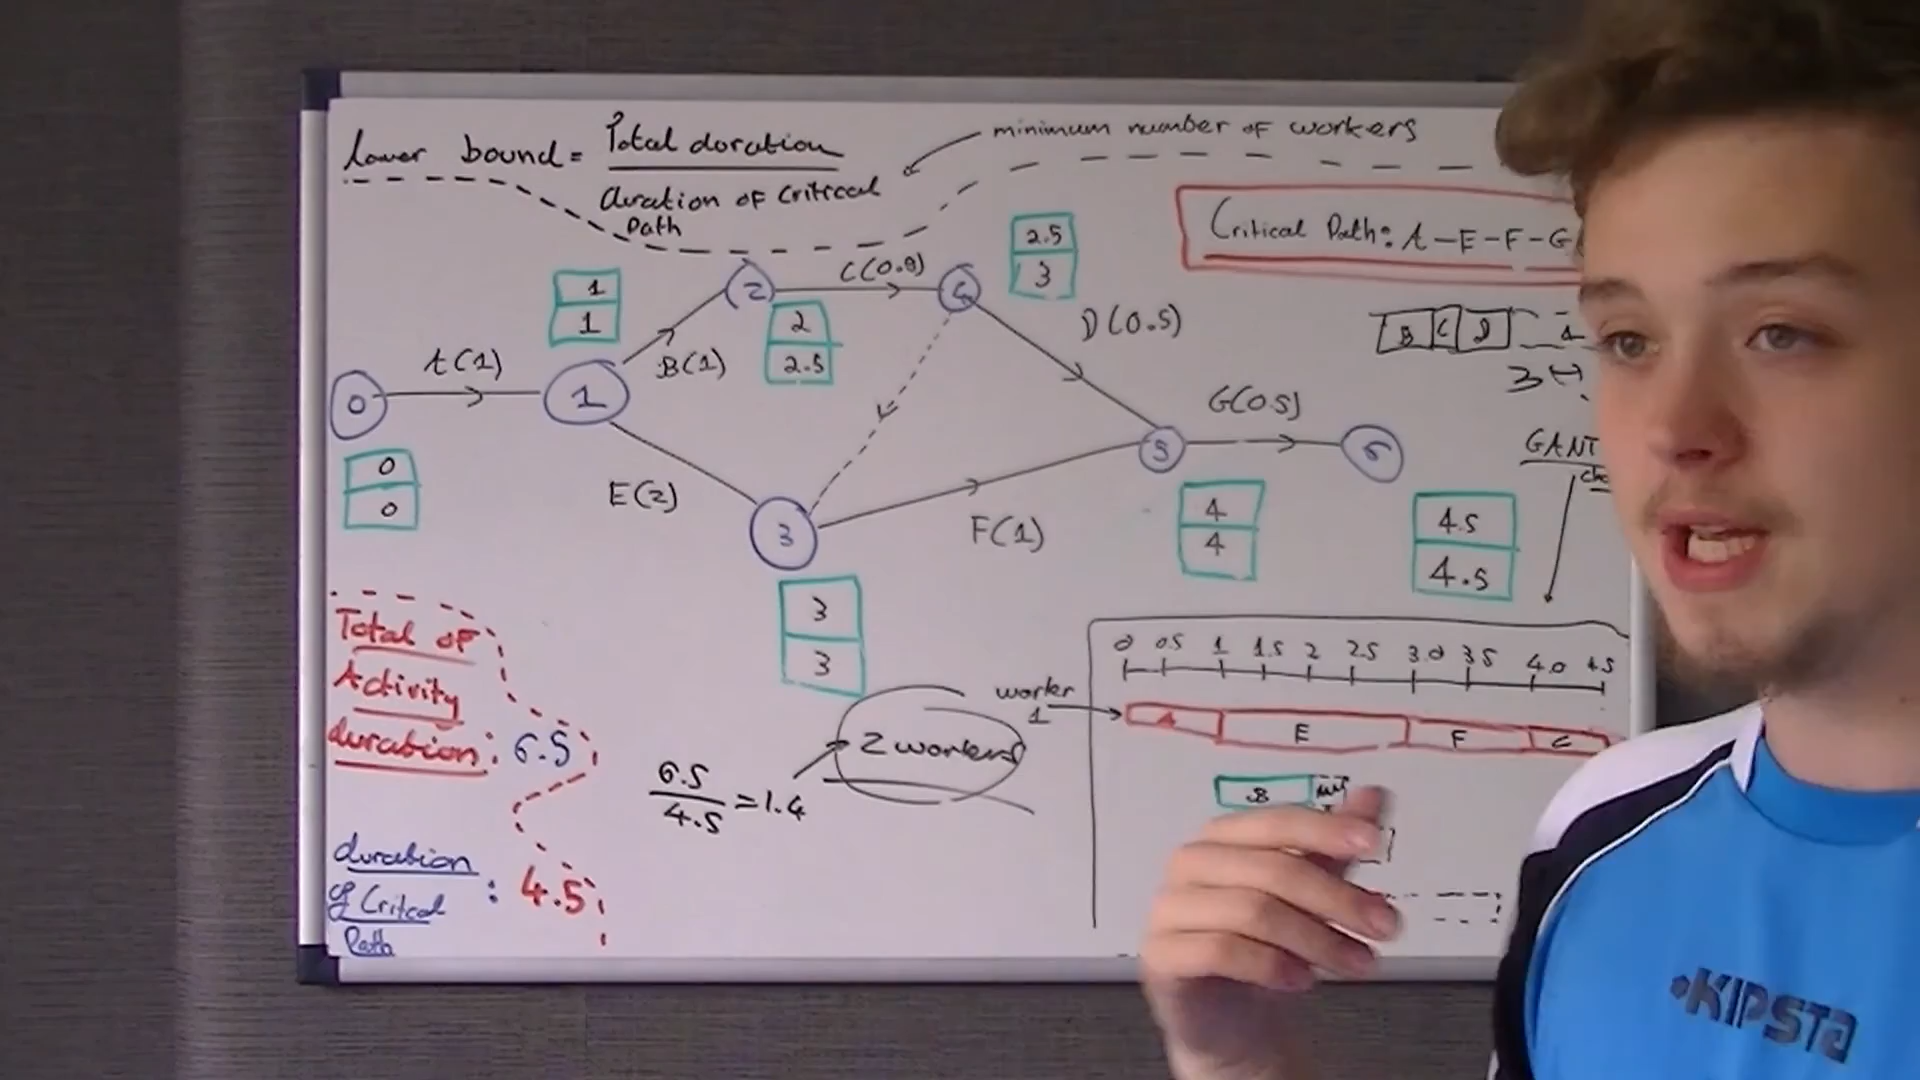 lower bound = Total doration
duration of Critical
Path
minimum number of workers
Critical Path: A-E-F-G
1
1
2
C(0.8)
2.5
3
2
2.5
A(1)
B(1)
D(0.5)
B C D 1
3
0
1
G(0.5)
GANT
0
0
E(2)
3
F(1)
5
6
4
4
4.5
4.5
3
3
Total of
Activity
duration: 6.5
0 0.5 1 1.5 2 2.5 3.0 3.5 4.0 4.5
worker
1
A E F G
6.5
4.5
=1.4
2 workers
B
duration
of Critcal
Path
: 4.5
KIPSTA